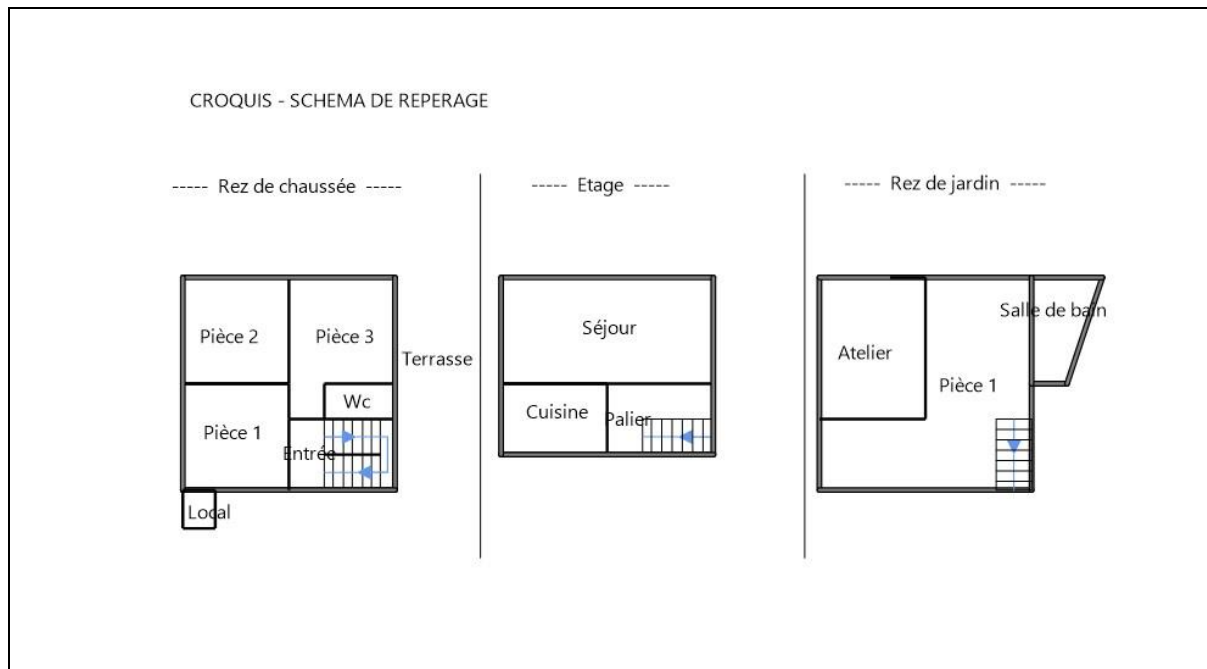 CROQUIS - SCHEMA DE REPERAGE
----- Rez de chaussée -----
Pièce 2
Pièce 3
Terrasse
Wc
Pièce 1
Entrée
Local
----- Etage -----
Séjour
Cuisine
Palier
----- Rez de jardin -----
Salle de bain
Atelier
Pièce 1